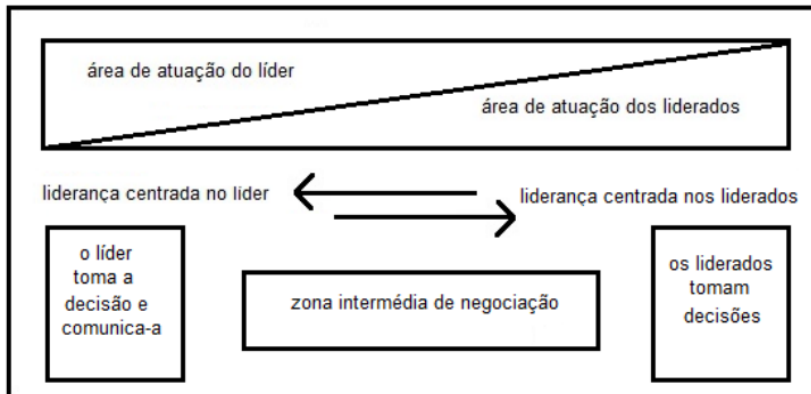 área de atuação do líder
área de atuação dos liderados
liderança centrada no lider
liderança centrada nos liderados
o líder
toma a
decisão e
comunica-a
zona intermédia de negociação
os liderados
tomam
decisões